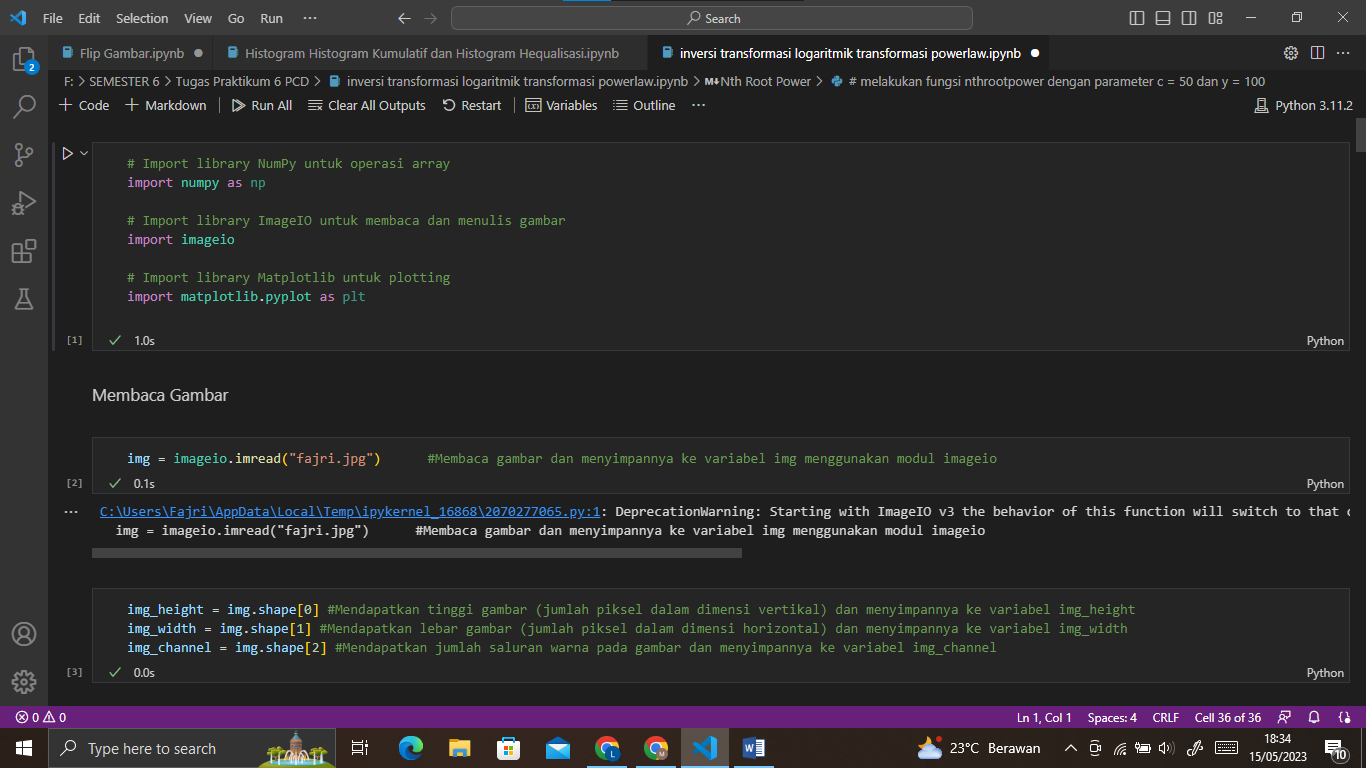 File Edit Selection View Go Run ··· Search
Flip Gambar.ipynb Histogram Histogram Kumulatif dan Histogram Hequalisasi.ipynb inversi transformasi logaritmik transformasi powerlaw.ipynb
F: > SEMESTER 6 > Tugas Praktikum 6 PCD > inversi transformasi logaritmik transformasi powerlaw.ipynb > M↓Nth Root Power > # melakukan fungsi nthrootpower dengan parameter c = 50 dan y = 100
+ Code + Markdown Run All Clear All Outputs Restart Variables Outline ··· Python 3.11.2
2
# Import library NumPy untuk operasi array
import numpy as np
# Import library ImageIO untuk membaca dan menulis gambar
import imageio
# Import library Matplotlib untuk plotting
import matplotlib.pyplot as plt
[1] ✓ 1.0s Python
Membaca Gambar
img = imageio.imread("fajri.jpg") #Membaca gambar dan menyimpannya ke variabel img menggunakan modul imageio
[2] ✓ 0.1s Python
··· C:\Users\Fajri\AppData\Local\Temp\ipykernel_16868\2070277065.py:1: DeprecationWarning: Starting with ImageIO v3 the behavior of this function will switch to that
img = imageio.imread("fajri.jpg") #Membaca gambar dan menyimpannya ke variabel img menggunakan modul imageio
img_height = img.shape[0] #Mendapatkan tinggi gambar (jumlah piksel dalam dimensi vertikal) dan menyimpannya ke variabel img_height
img_width = img.shape[1] #Mendapatkan lebar gambar (jumlah piksel dalam dimensi horizontal) dan menyimpannya ke variabel img_width
img_channel = img.shape[2] #Mendapatkan jumlah saluran warna pada gambar dan menyimpannya ke variabel img_channel
[3] ✓ 0.0s Python
0 0 Ln 1, Col 1 Spaces: 4 CRLF Cell 36 of 36
Type here to search 23°C Berawan 18:34
15/05/2023 10